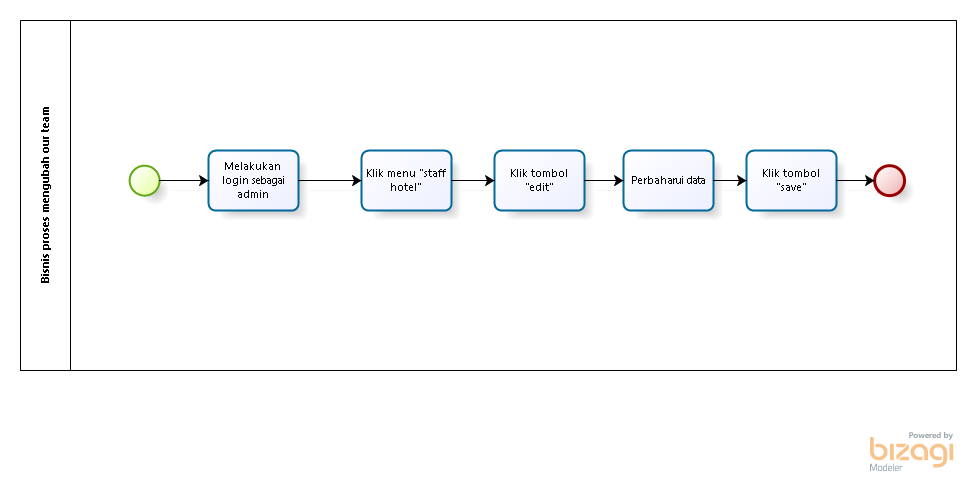 Bisnis proses mengubah our team
Melakukan
login sebagai
admin
Klik menu "staff
hotel"
Klik tombol
"edit"
Perbaharui data
Klik tombol
"save"
Powered by
bizagi
Modeler